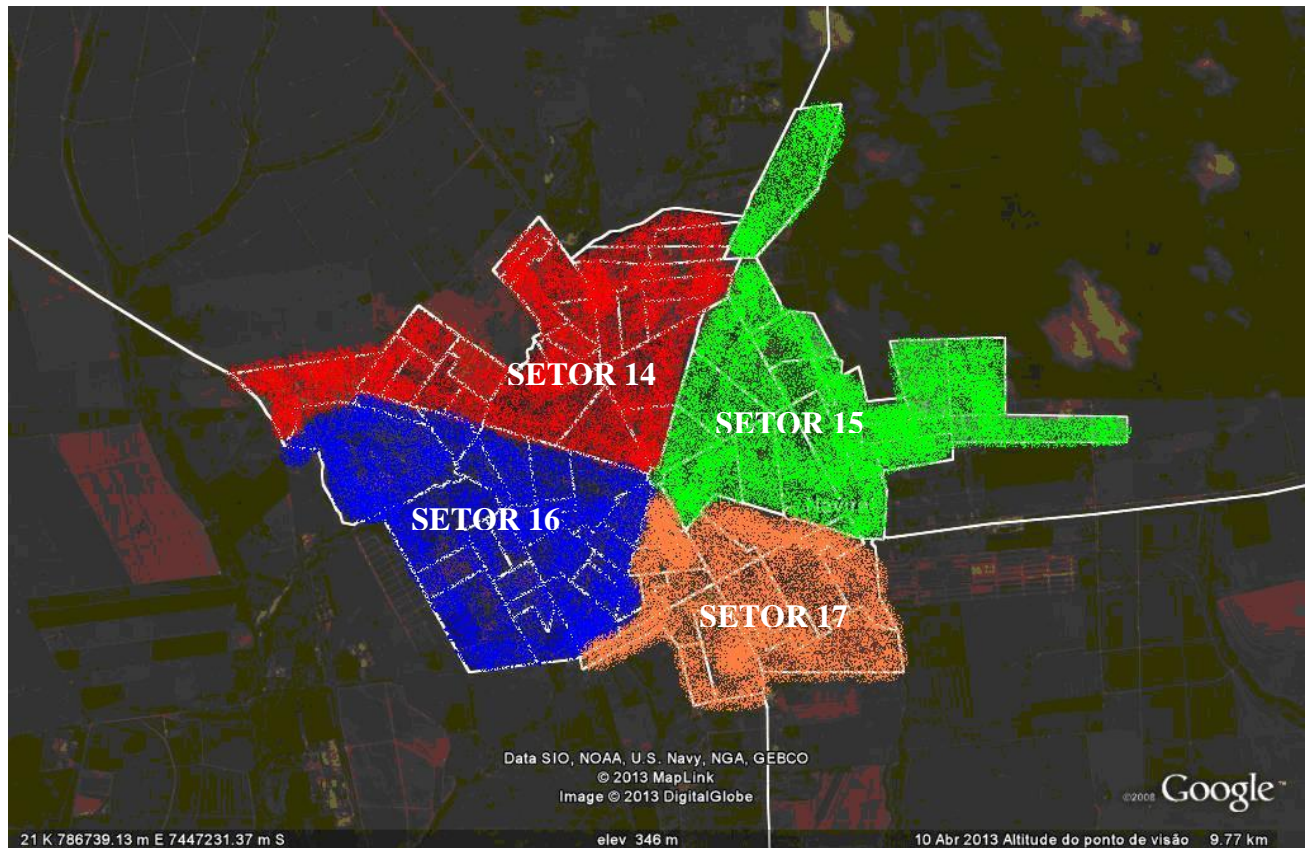 SETOR 14
SETOR 15
SETOR 16
SETOR 17
Data SIO, NOAA, U.S. Navy, NGA, GEBCO
© 2013 MapLink
Image © 2013 DigitalGlobe
©2008 Google™
21 K 786739.13 m E 7447231.37 m S elev 346 m 10 Abr 2013 Altitude do ponto de visão 9.77 km